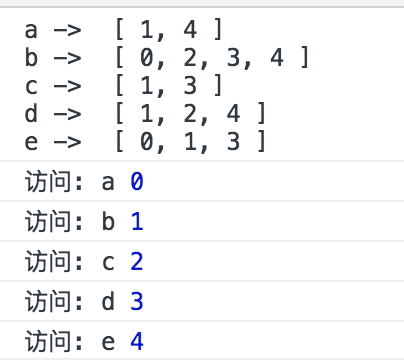 a —>  [ 1, 4 ]
b —>  [ 0, 2, 3, 4 ]
c —>  [ 1, 3 ]
d —>  [ 1, 2, 4 ]
e —>  [ 0, 1, 3 ]
访问: a 0
访问: b 1
访问: c 2
访问: d 3
访问: e 4